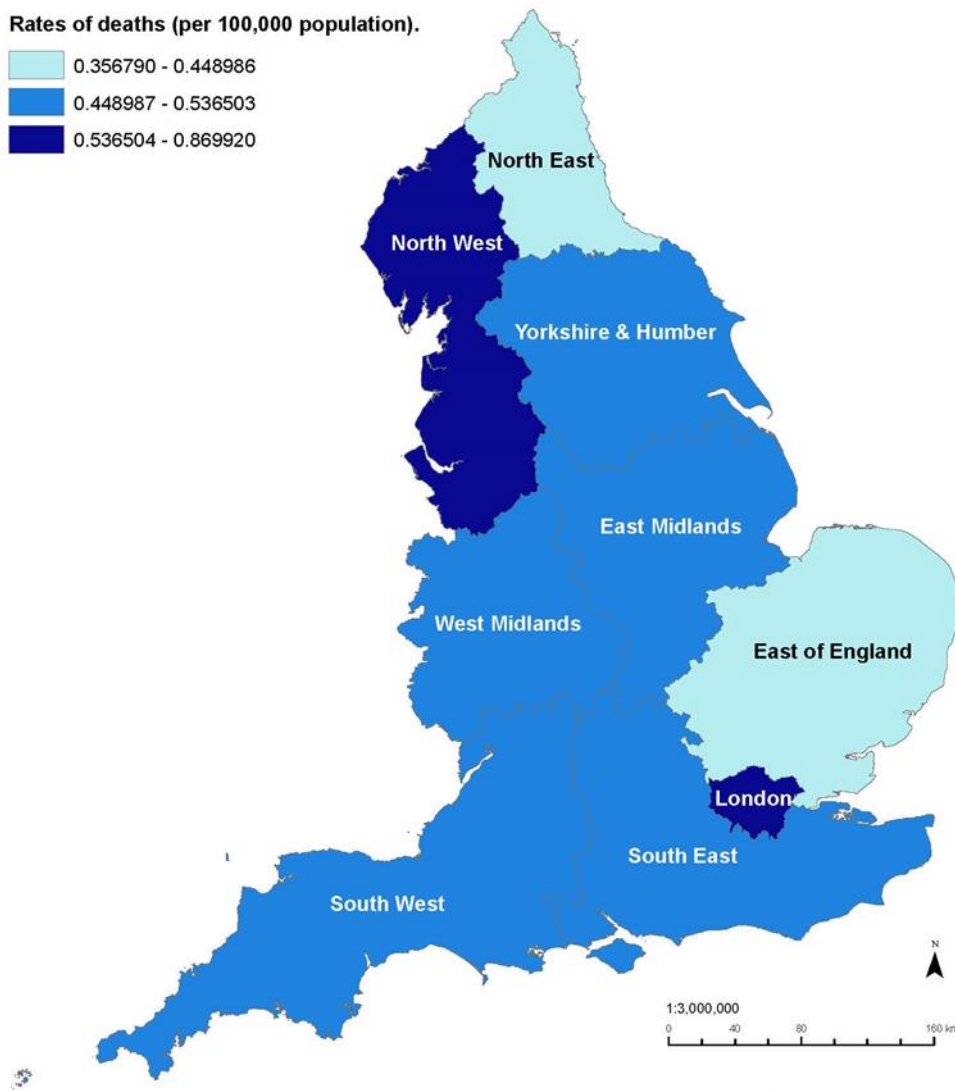 Rates of deaths (per 100,000 population).
0.356790 - 0.448986
0.448987 - 0.536503
0.536504 - 0.869920
North East
North West
Yorkshire & Humber
East Midlands
West Midlands
East of England
London
South East
South West
N
1:3,000,000
0 40 80 160 km